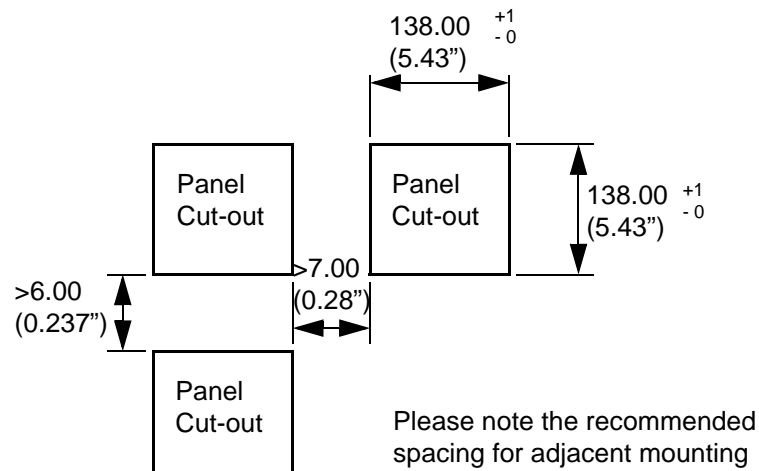 138.00 +1
- 0
(5.43”)
Panel
Cut-out
Panel
Cut-out
138.00 +1
- 0
(5.43”)
>7.00
(0.28”)
>6.00
(0.237”)
Panel
Cut-out
Please note the recommended
spacing for adjacent mounting